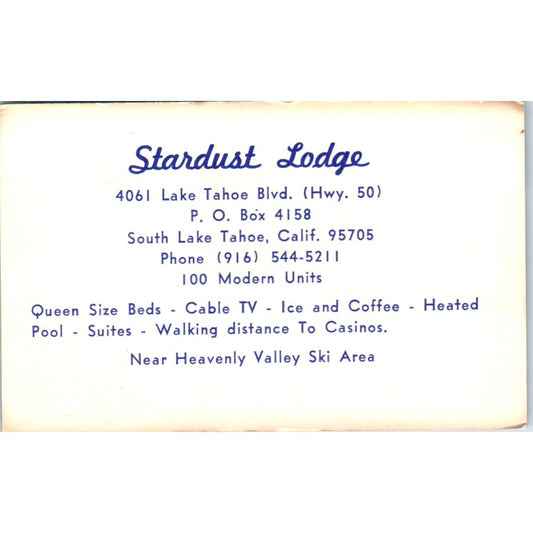 Stardust Lodge
4061 Lake Tahoe Blvd. (Hwy. 50)
P. O. Box 4158
South Lake Tahoe, Calif. 95705
Phone (916) 544-5211
100 Modern Units
Queen Size Beds - Cable TV - Ice and Coffee - Heated
Pool - Suites - Walking distance To Casinos.
Near Heavenly Valley Ski Area